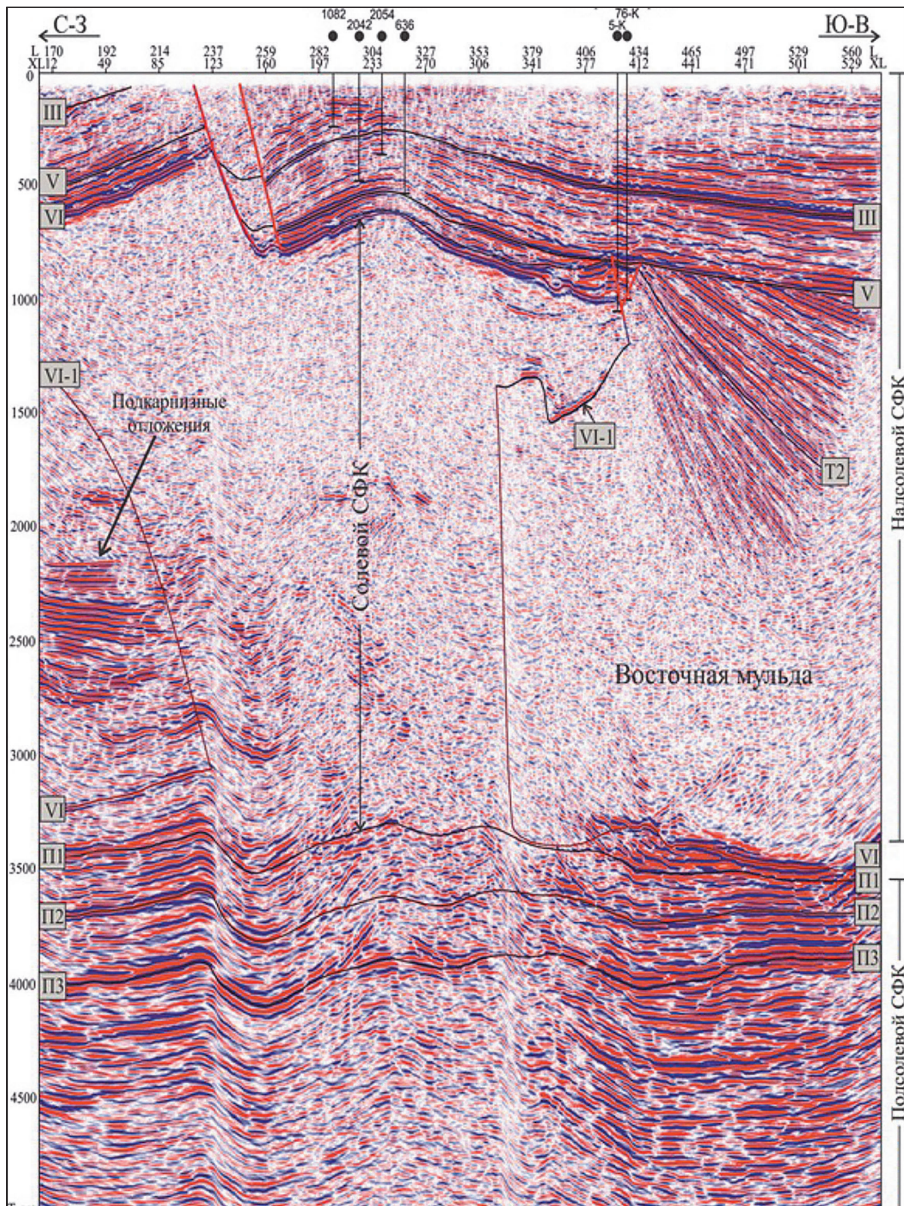 1082
2042
2054
636
76-К
5-К
С-З
Ю-В
L 170 192 214 237 259 282 304 327 353 379 406 434 465 497 529 560 L
XL12 49 85 123 160 197 233 270 306 341 377 412 441 471 501 529 XL
0
500
1000
1500
2000
2500
3000
3500
4000
4500
III
V
VI
VI-1
Подкарнизные
отложения
VI
П1
П2
П3
Солевой СФК
VI-1
Восточная мульда
III
V
T2
VI
П1
П2
П3
Надсолевой СФК
Подсолевой СФК